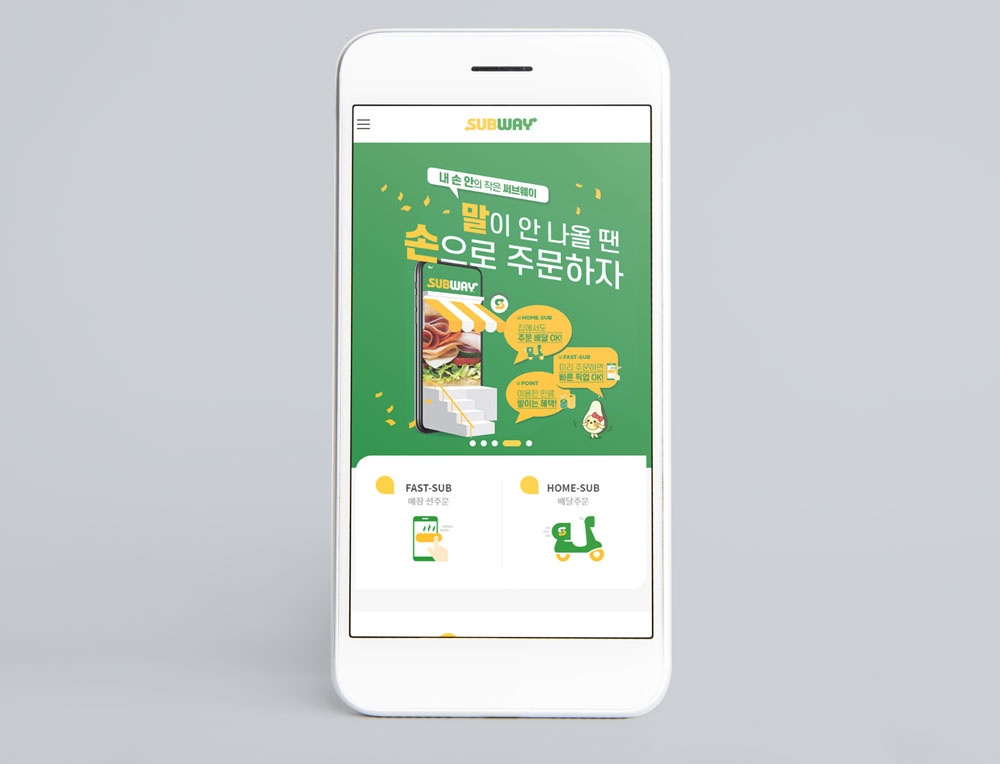 SUBWAY
내 손 안의 작은 써브웨이
말이 안 나올 땐
손으로 주문하자
SUBWAY
HOME-SUB
집에서도
주문 배달 OK!
FAST-SUB
미리 주문하면
빠른 픽업 OK!
POINT
이용한 만큼
쌓이는 혜택!
FAST-SUB
매장 선주문
HOME-SUB
배달주문